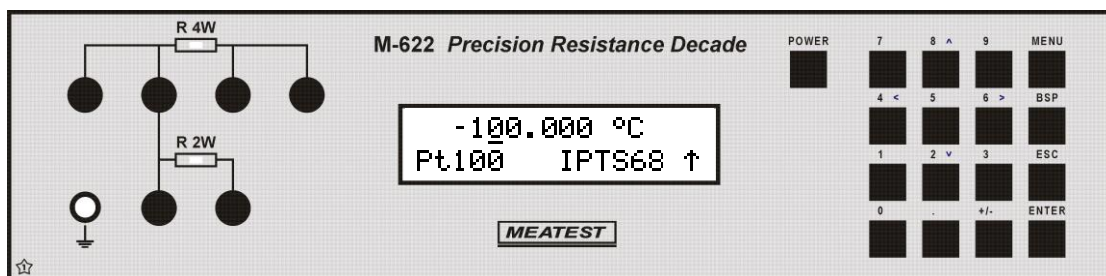 R 4W
M-622 Precision Resistance Decade
POWER
7 8 ^ 9 MENU
4 < 5 6 > BSP
-100.000 °C
Pt100 IPTS68 ↑
R 2W
1 2 v 3 ESC
0 . +/- ENTER
MEATEST
1